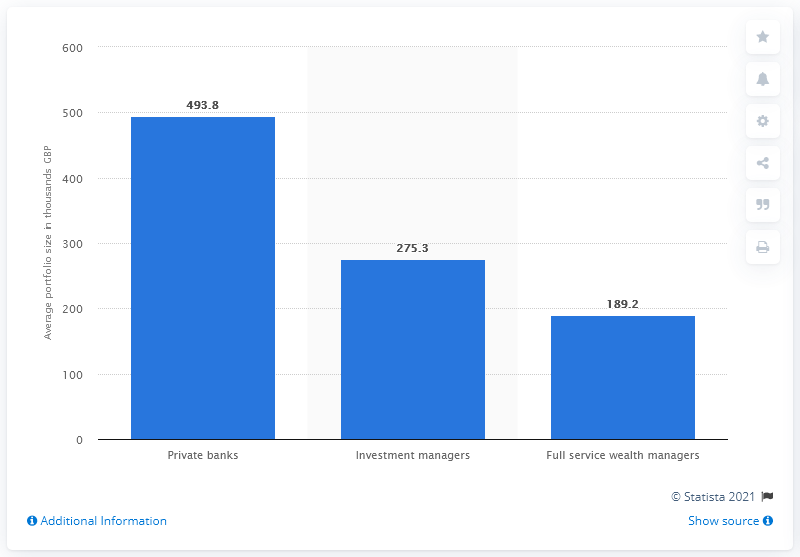 Average portfolio size in thousands GBP
600
500
400
300
200
100
0
493.8
275.3
189.2
Private banks
Investment managers
Full service wealth managers
© Statista 2021
Additional Information
Show source